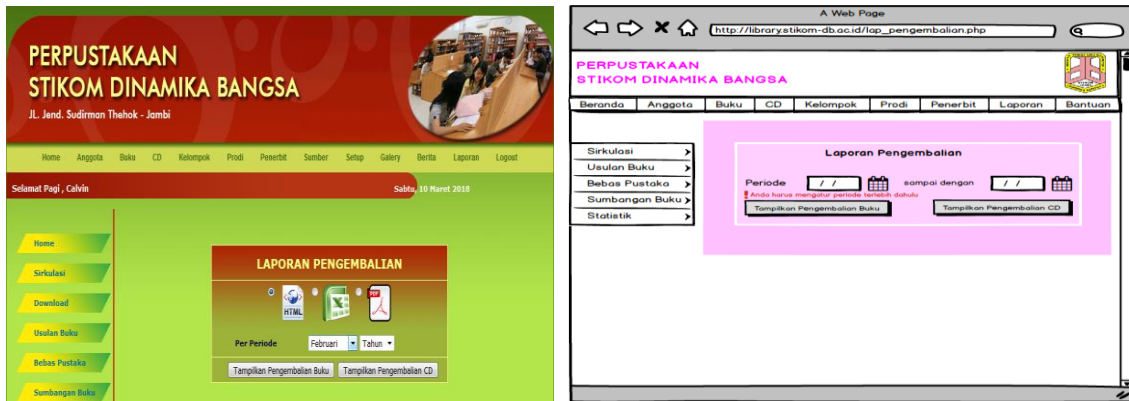 PERPUSTAKAAN
STIKOM DINAMIKA BANGSA
JL. Jend. Sudirman Thehok - Jambi
Home Anggota Buku CD Kelompok Prodi Penerbit Sumber Setup Galery Berita Laporan Logout
Selamat Pagi , Calvin
Sabtu, 10 Maret 2018
Home
Sirkulasi
Download
Usulan Buku
Bebas Pustaka
Sumbangan Buku
LAPORAN PENGEMBALIAN
HTML
PDF
Per Periode Februari Tahun
Tampilkan Pengembalian Buku Tampilkan Pengembalian CD
A Web Page
http://library.stikom-db.ac.id/lap_pengembalian.php
PERPUSTAKAAN
STIKOM DINAMIKA BANGSA
Beranda Anggota Buku CD Kelompok Prodi Penerbit Laporan Bantuan
Sirkulasi
Usulan Buku
Bebas Pustaka
Sumbangan Buku
Statistik
Laporan Pengembalian
Periode / / sampai dengan / /
! Anda harus mengatur periode terlebih dahulu
Tampilkan Pengembalian Buku Tampilkan Pengembalian CD